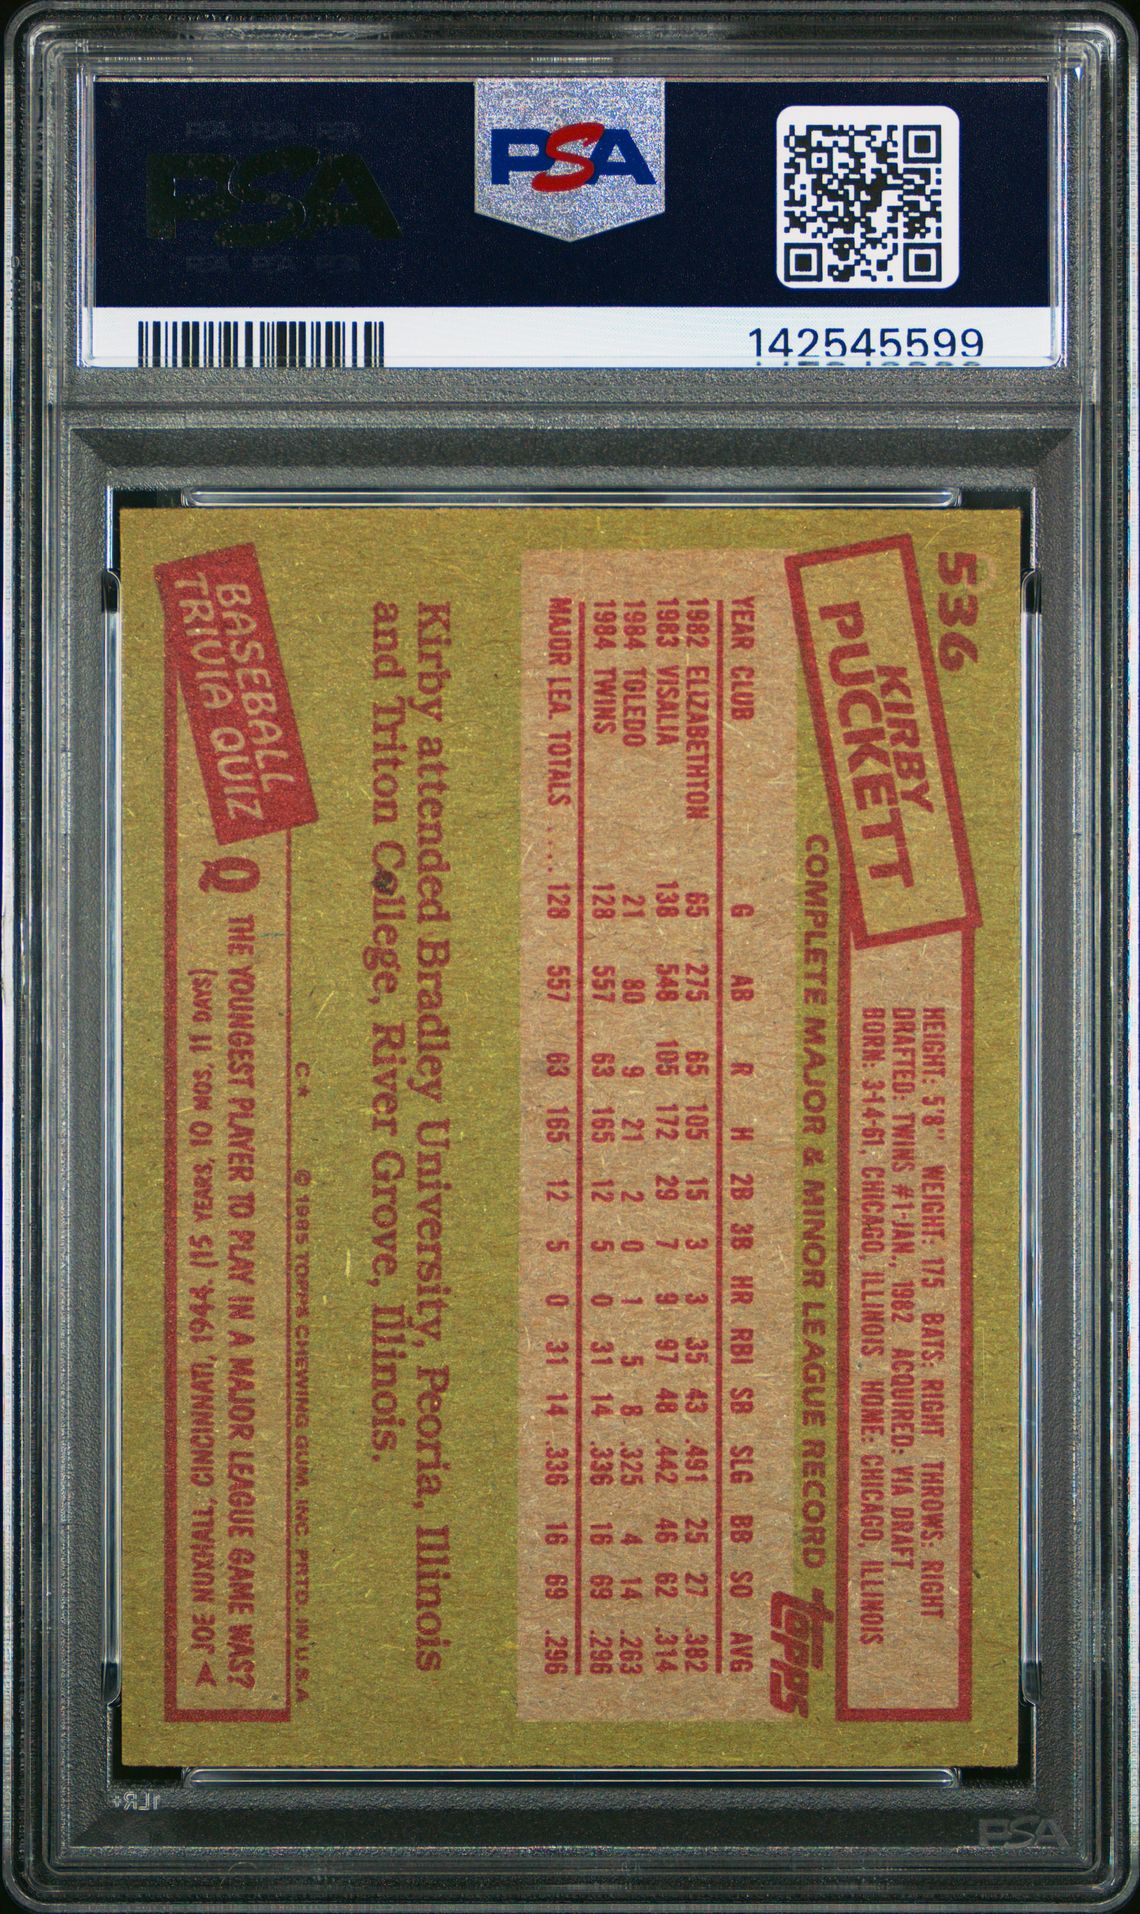 PSA
PSA
142545599
536
KIRBY
PUCKETT
HEIGHT: 5'8" WEIGHT: 175 BATS: RIGHT THROWS: RIGHT
DRAFTED: TWINS #1-JAN., 1982 ACQUIRED: VIA DRAFT
BORN: 3-14-61, CHICAGO, ILLINOIS HOME: CHICAGO, ILLINOIS
COMPLETE MAJOR & MINOR LEAGUE RECORD
topps
YEAR CLUB G AB R H 2B 3B HR RBI SB SLG BB SO AVG
1982 ELIZABETHTON 65 275 65 105 15 3 3 35 43 .491 25 27 .382
1983 VISALIA 138 548 105 172 29 7 9 97 48 .442 46 62 .314
1984 TOLEDO 21 80 9 21 2 0 1 5 8 .325 4 14 .263
1984 TWINS 128 557 63 165 12 5 0 31 14 .336 16 69 .296
MAJOR LEA. TOTALS .... 128 557 63 165 12 5 0 31 14 .336 16 69 .296
Kirby attended Bradley University, Peoria, Illinois
and Triton College, River Grove, Illinois.
C* © 1985 TOPPS CHEWING GUM, INC. PRTD. IN U.S.A.
BASEBALL
TRIVIA QUIZ
Q THE YOUNGEST PLAYER TO PLAY IN A MAJOR LEAGUE GAME WAS?
A JOE NUXHALL, CINCINNATI, 1944. (15 YEARS, 10 MOS, 11 DAYS)
PSA